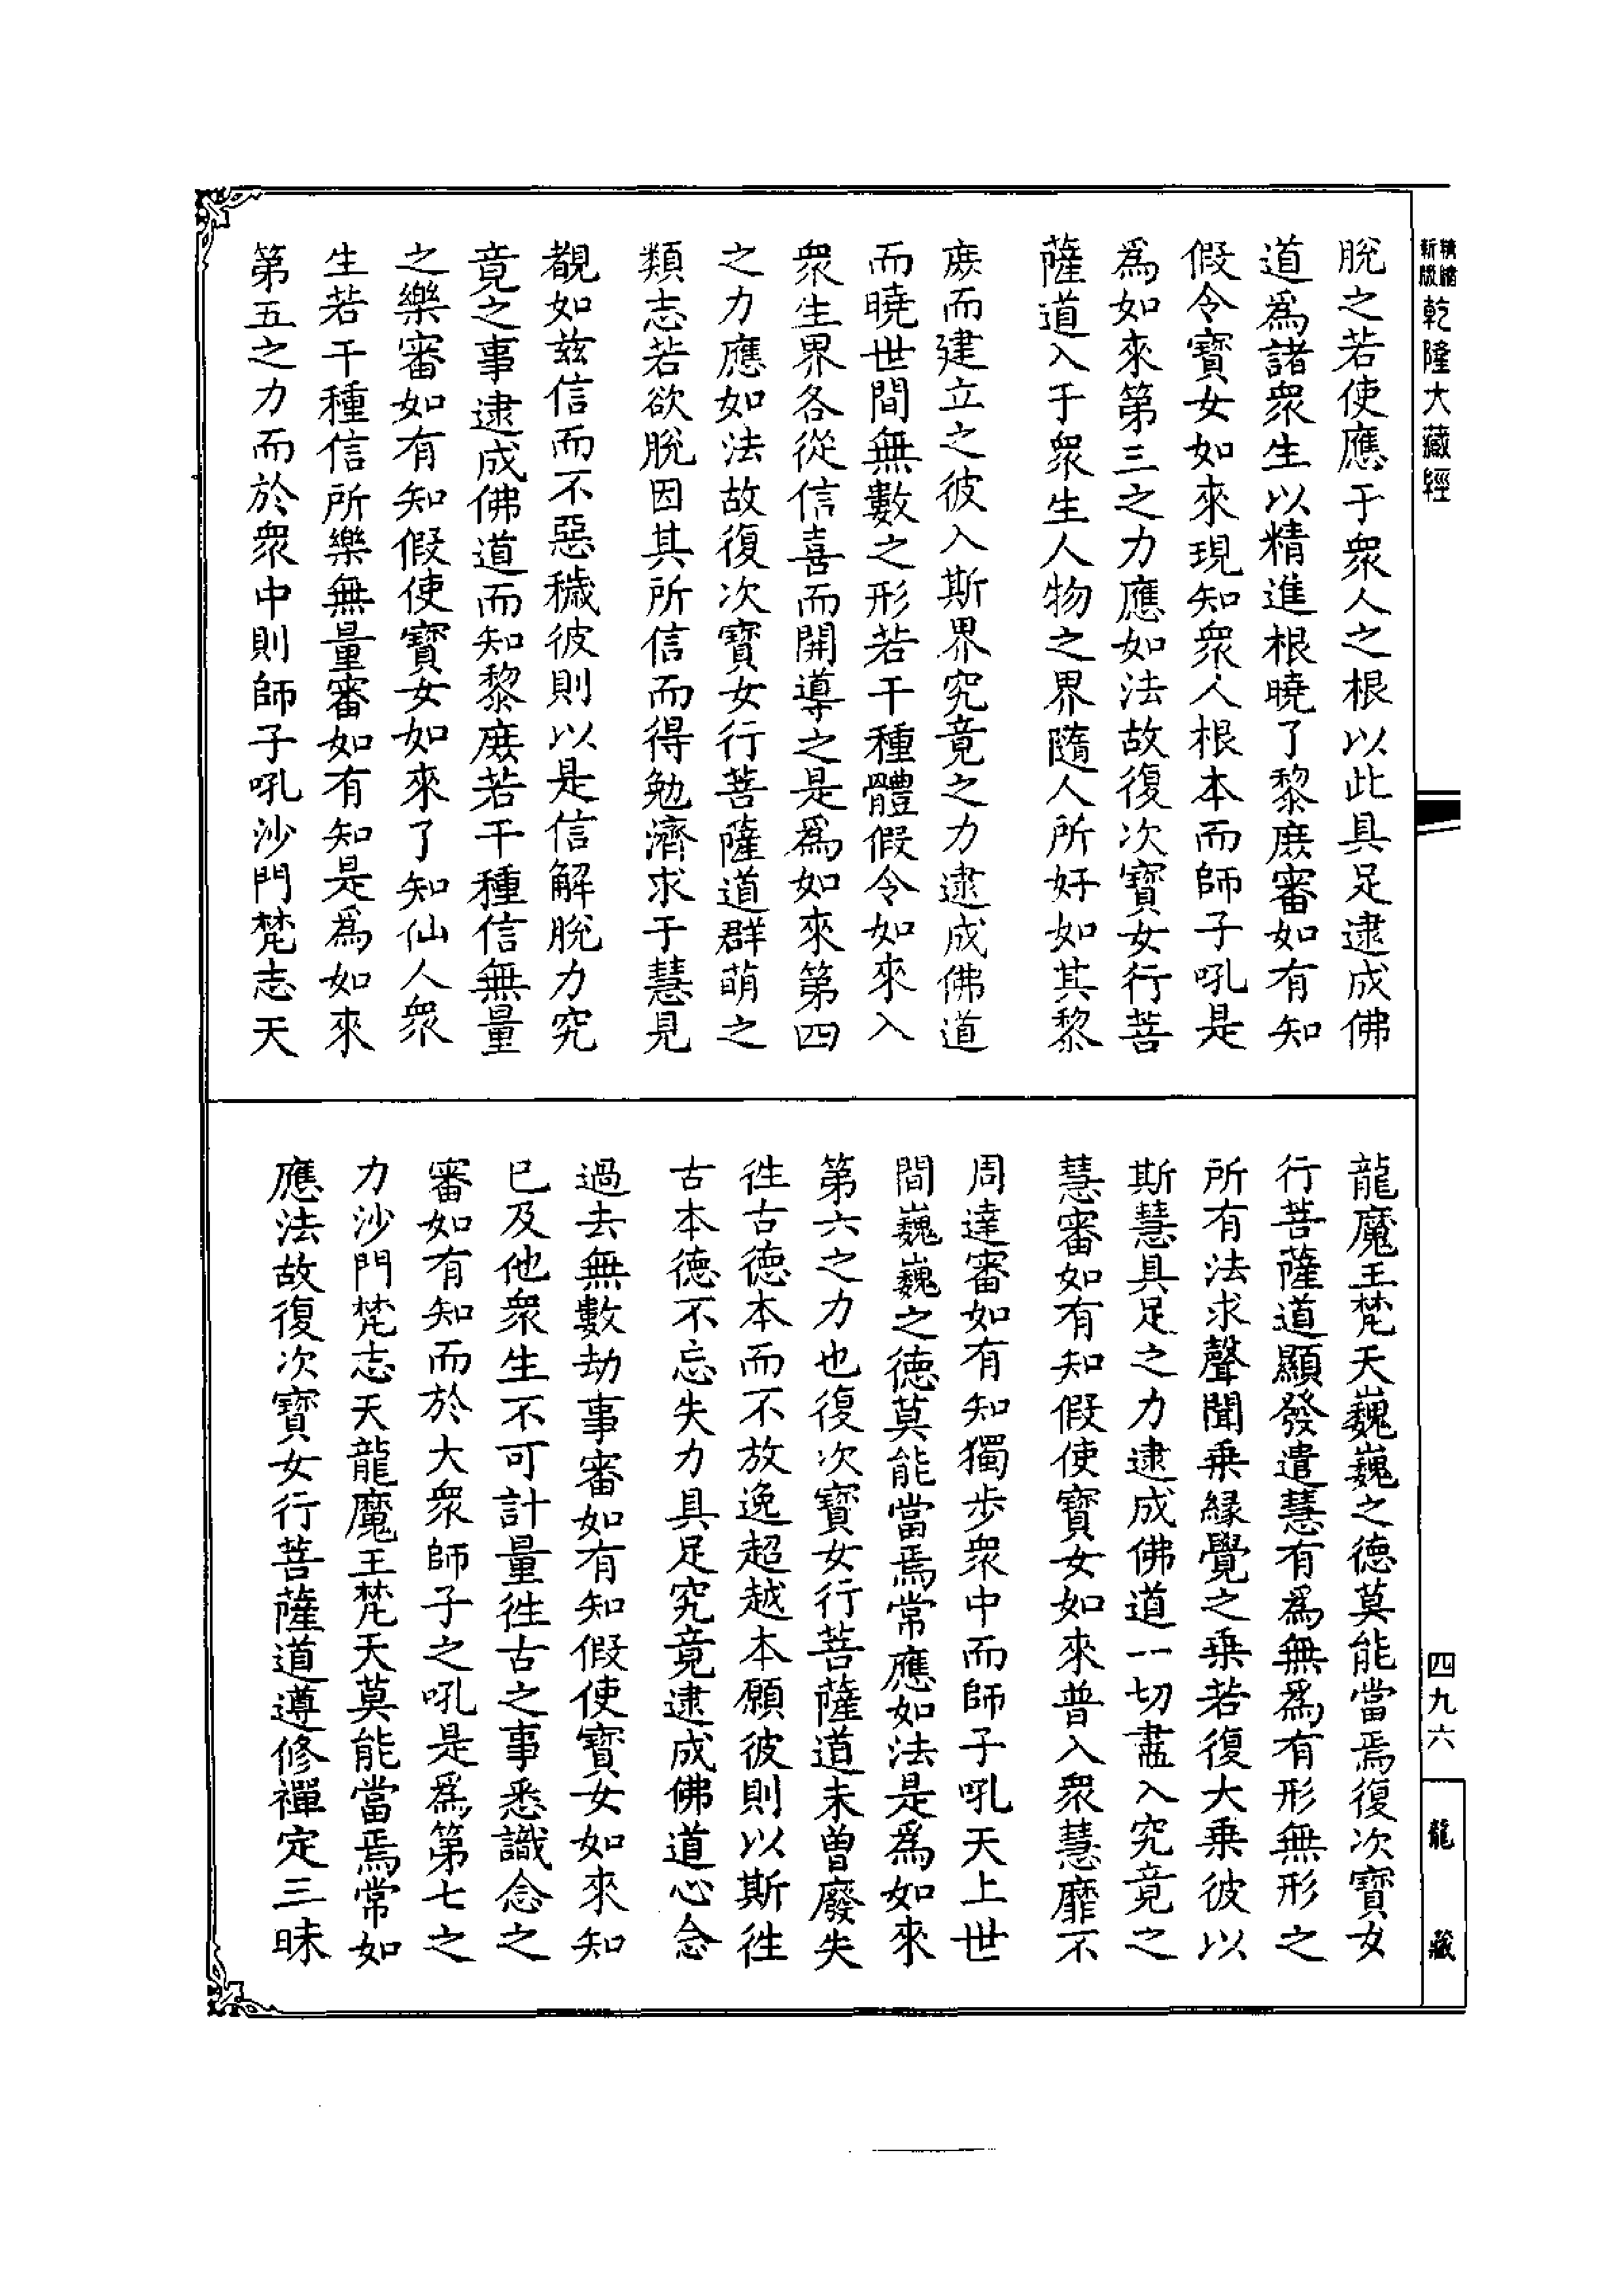 新版
精縮
乾隆大藏經
脫之若使應于衆人之根以此具足逮成佛
道爲諸衆生以精進根曉了黎庶審如有知
假令寶女如來現知衆人根本而師子吼是
爲如來第三之力應如法故復次寶女行菩
薩道入于衆生人物之界隨人所好如其黎
庶而建立之彼入斯界究竟之力逮成佛道
而曉世間無數之形若干種體假令如來入
衆生界各從信喜而開導之是爲如來第四
之力應如法故復次寶女行菩薩道群萌之
類志若欲脫因其所信而得勉濟求于慧見
覩如兹信而不惡穢彼則以是信解脫力究
竟之事逮成佛道而知黎庶若干種信無量
之樂審如有知假使寶女如來了知仙人衆
生若干種信所樂無量審如有知是爲如來
第五之力而於衆中則師子吼沙門梵志天
龍魔王梵天巍巍之德莫能當焉復次寶女
行菩薩道顯發遣慧有爲無爲有形無形之
所有法求聲聞乗緣覺之乗若復大乗彼以
斯慧具足之力逮成佛道一切盡入究竟之
慧審如有知假使寶女如來普入衆慧靡不
周達審如有知獨步衆中而師子吼天上世
間巍巍之德莫能當焉常應如法是爲如來
第六之力也復次寶女行菩薩道未曾廢失
徃古德本而不放逸超越本願彼則以斯徃
古本德不忘失力具足究竟逮成佛道心念
過去無數劫事審如有知假使寶女如來知
已及他衆生不可計量徃古之事悉識念之
審如有知而於大衆師子之吼是爲第七之
力沙門梵志天龍魔王梵天莫能當焉常如
應法故復次寶女行菩薩道遵修禪定三昧
四九六
龍藏